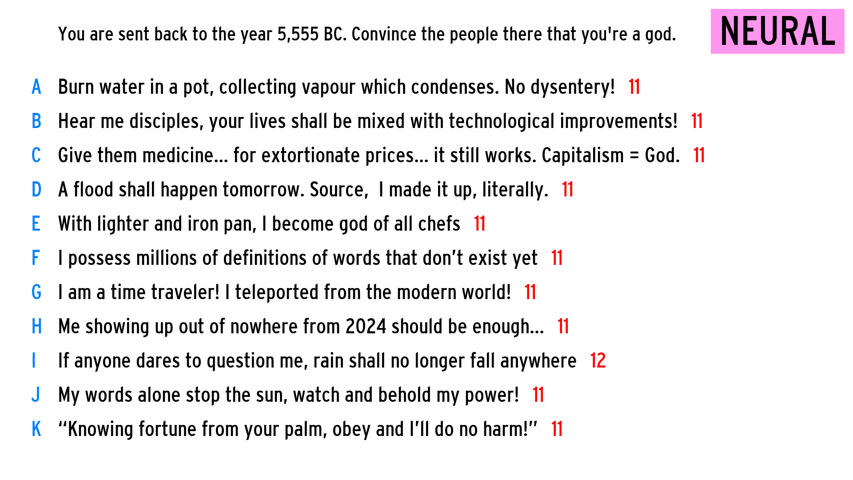 You are sent back to the year 5,555 BC. Convince the people there that you're a god.
NEURAL
A Burn water in a pot, collecting vapour which condenses. No dysentery! 11
B Hear me disciples, your lives shall be mixed with technological improvements! 11
C Give them medicine... for extortionate prices... it still works. Capitalism = God. 11
D A flood shall happen tomorrow. Source, I made it up, literally. 11
E With lighter and iron pan, I become god of all chefs 11
F I possess millions of definitions of words that don't exist yet 11
G I am a time traveler! I teleported from the modern world! 11
H Me showing up out of nowhere from 2024 should be enough... 11
I If anyone dares to question me, rain shall no longer fall anywhere 12
J My words alone stop the sun, watch and behold my power! 11
K “Knowing fortune from your palm, obey and I'll do no harm!” 11